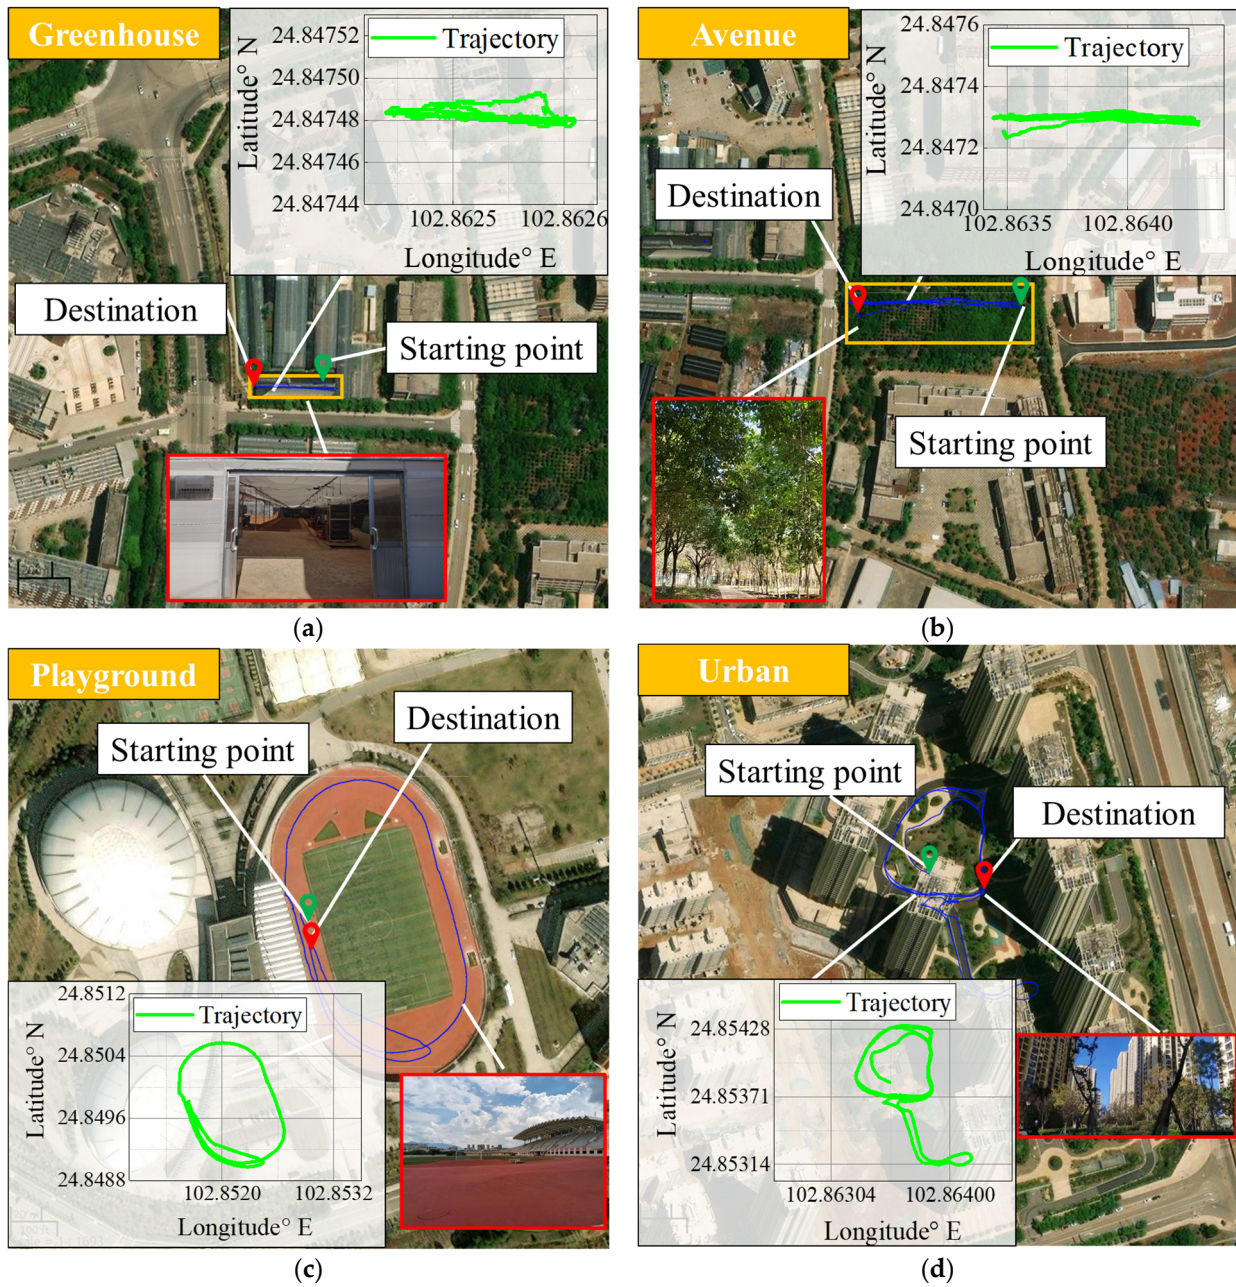 Greenhouse
24.84752
24.84750
24.84748
24.84746
24.84744
Latitude° N
Trajectory
102.8625
102.8626
Longitude° E
Destination
Starting point
(a)
Avenue
24.8476
24.8474
24.8472
24.8470
Latitude° N
Trajectory
102.8635
102.8640
Longitude° E
Destination
Starting point
(b)
Playground
Starting point
Destination
24.8512
24.8504
24.8496
24.8488
Latitude° N
Trajectory
102.8520
102.8532
Longitude° E
(c)
Urban
Starting point
Destination
24.85428
24.85371
24.85314
Latitude° N
Trajectory
102.86304
102.86400
Longitude° E
(d)